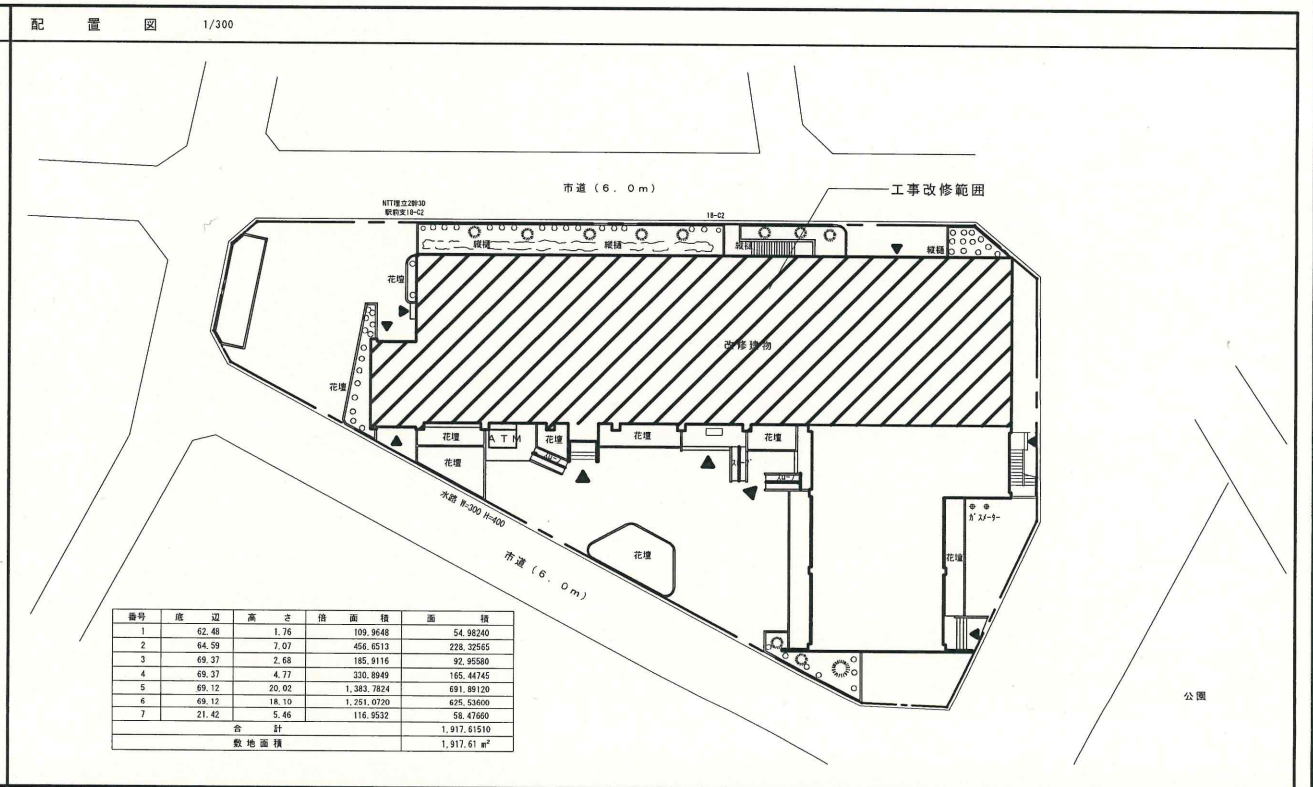 配 置 図 1/300
市道(6.0m)
工事改修範囲
NTT埋立2幹3D
駅前支18-C2
18-C2
縦樋
縦樋
縦樋
縦樋
花壇
改修建物
花壇
花壇
ATM
花壇
花壇
花壇
スロープ
スロープ
花壇
水路 W=300 H=400
ガスメーター
花壇
花壇
市道(6.0m)
公園
番号 底辺 高さ 倍面積 面積
1 62.48 1.76 109.9648 54.98240
2 64.59 7.07 456.6513 228.32565
3 69.37 2.68 185.9116 92.95580
4 69.37 4.77 330.8949 165.44745
5 69.12 20.02 1,383.7824 691.89120
6 69.12 18.10 1,251.0720 625.53600
7 21.42 5.46 116.9532 58.47660
合計 1,917.61510
敷地面積 1,917.61 m²